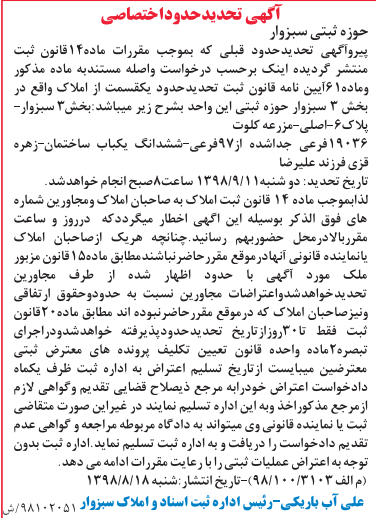 آگهی تحدیدحدوداختصاصی
حوزه ثبتی سبزوار
پیروآگهی تحدیدحدود قبلی که بموجب مقررات ماده۱۴قانون ثبت
منتشر گردیده اینک برحسب درخواست واصله مستندبه ماده مذکور
وماده۶۱آیین نامه قانون ثبت تحدیدحدود یکقسمت از املاک واقع در
بخش ۳ سبزوار حوزه ثبتی این واحد بشرح زیر میباشد:بخش۳ سبزوار-
پلاک۶-اصلی-مزرعه کلوت
۱۹۰۳۶فرعی جداشده از۹۷فرعی-ششدانگ یکباب ساختمان-زهره
قزی فرزند علیرضا
تاریخ تحدید: دو شنبه۱۳۹۸/۹/۱۱ ساعت۸صبح انجام خواهدشد.
لذابموجب ماده ۱۴ قانون ثبت املاک به صاحبان املاک ومجاورین شماره
های فوق الذکر بوسیله این اگهی اخطار میگرددکه درروز و ساعت
مقرربالادرمحل حضوربهم رسانید.چنانچه هریک ازصاحبان املاک
یانماینده قانونی آنهادرموقع مقررحاضرنباشندمطابق ماده۱۵قانون مزبور
ملک مورد آگهی با حدود اظهار شده از طرف مجاورین
تحدیدخواهدشدواعتراضات مجاورین نسبت به حدودوحقوق ارتفاقی
ونیزصاحبان املاک که درموقع مقررحاضرنبوده اند مطابق ماده۲۰قانون
ثبت فقط تا۳۰روزازتاریخ تحدیدحدودپذیرفته خواهدشدودراجرای
تبصره۲ماده واحده قانون تعیین تکلیف پرونده های معترض ثبتی
معترضین میبایست ازتاریخ تسلیم اعتراض به اداره ثبت ظرف یکماه
دادخواست اعتراض خودرابه مرجع ذیصلاح قضایی تقدیم وگواهی لازم
ازمرجع مذکوراخذ وبه این اداره تسلیم نمایند در غیراین صورت متقاضی
ثبت یا نماینده قانونی وی میتواند به دادگاه مربوطه مراجعه و گواهی عدم
تقدیم دادخواست را دریافت و به اداره ثبت تسلیم نماید.اداره ثبت بدون
توجه به اعتراض عملیات ثبتی را با رعایت مقررات ادامه می دهد.
(م الف ۹۸/۱۰۰/۳۱۰۳)-تاریخ انتشار:شنبه ۱۳۹۸/۸/۱۸
علی آب باریکی-رئیس اداره ثبت اسناد و املاک سبزوار
۹۸۱۰۲۰۵۱/ش